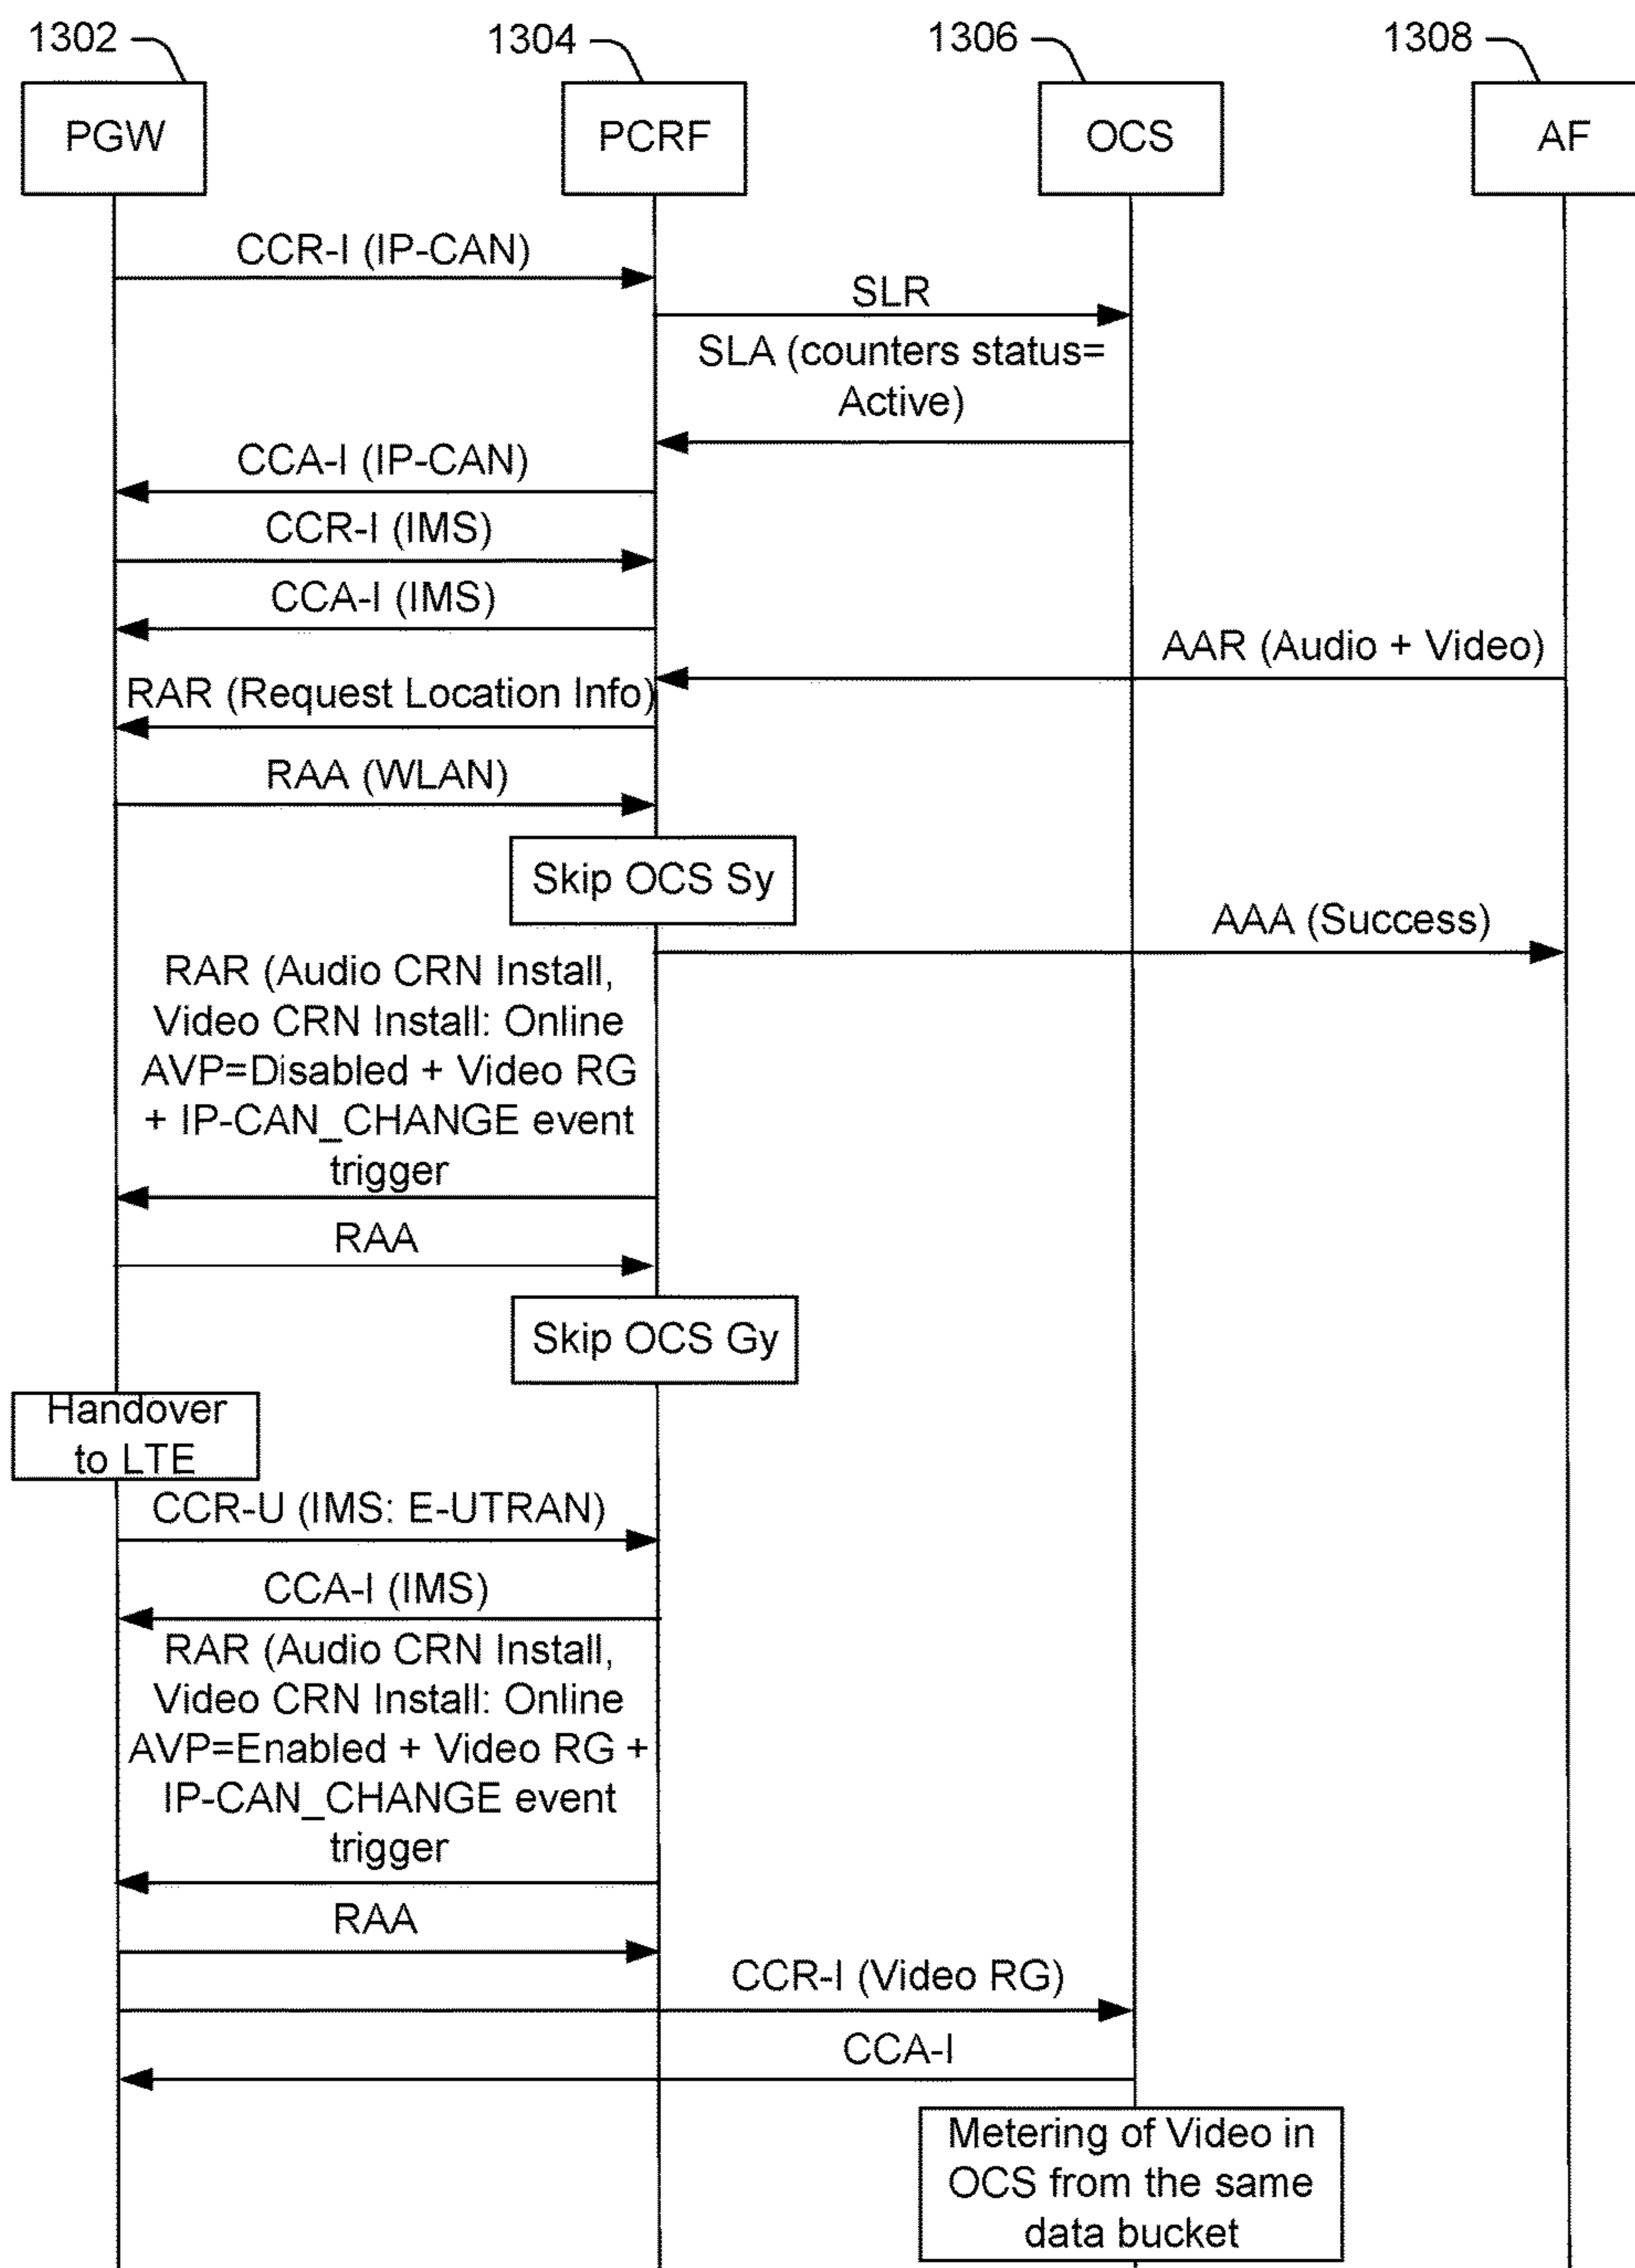 1302
1304
1306
1308
PGW
PCRF
OCS
AF
CCR-I (IP-CAN)
SLR
SLA (counters status=
Active)
CCA-I (IP-CAN)
CCR-I (IMS)
CCA-I (IMS)
AAR (Audio + Video)
RAR (Request Location Info)
RAA (WLAN)
Skip OCS Sy
AAA (Success)
RAR (Audio CRN Install,
Video CRN Install: Online
AVP=Disabled + Video RG
+ IP-CAN_CHANGE event
trigger
RAA
Skip OCS Gy
Handover
to LTE
CCR-U (IMS: E-UTRAN)
CCA-I (IMS)
RAR (Audio CRN Install,
Video CRN Install: Online
AVP=Enabled + Video RG +
IP-CAN_CHANGE event
trigger
RAA
CCR-I (Video RG)
CCA-I
Metering of Video in
OCS from the same
data bucket